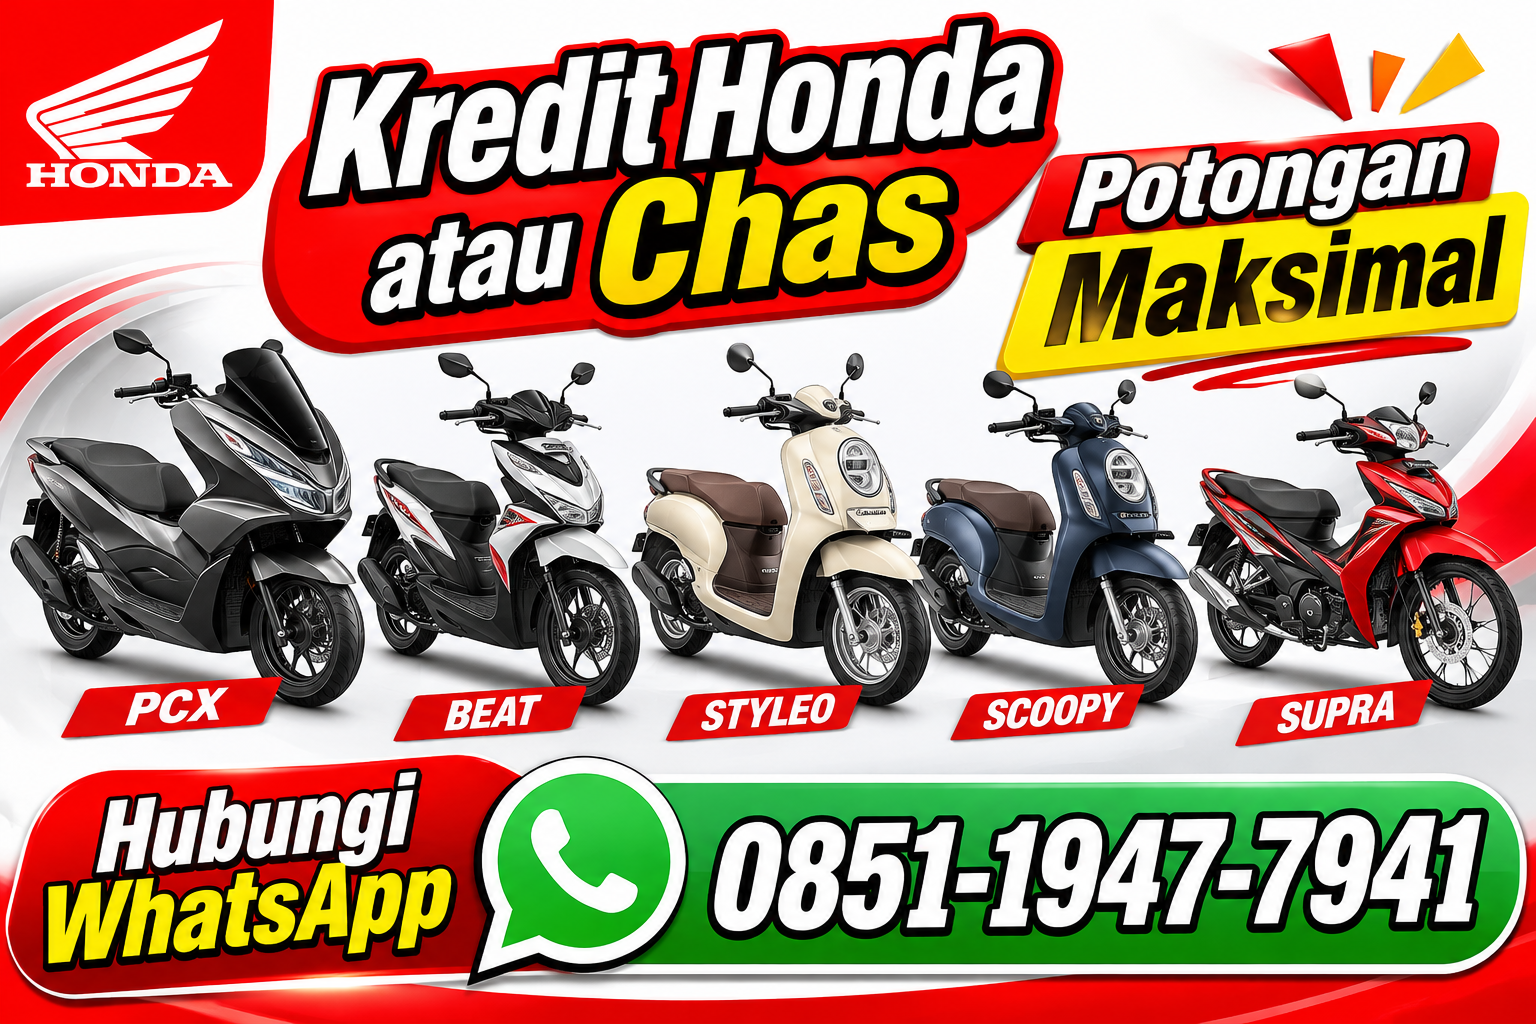 HONDA
Kredit Honda
atau Chas
Potongan
Maksimal
PCX
BEAT
STYLEO
SCOOPY
SUPRA
Hubungi
WhatsApp
0851-1947-7941